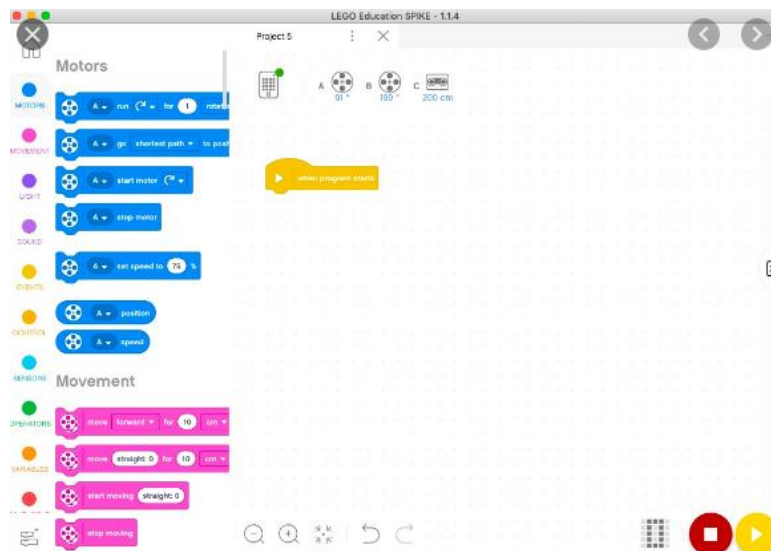 LEGO Education SPIKE - 1.1.4
Project 5
Motors
A 91 °
B 199 °
C 200 cm
MOTORS
A run for 1 rotat
MOVEMENT
A go shortest path to posi
LIGHT
A start motor
A stop motor
when program starts
SOUND
A set speed to 75 %
EVENTS
A position
CONTROL
A speed
SENSORS
Movement
OPERATORS
move forward for 10 cm
VARIABLES
move straight: 0 for 10 cm
start moving straight: 0
stop moving